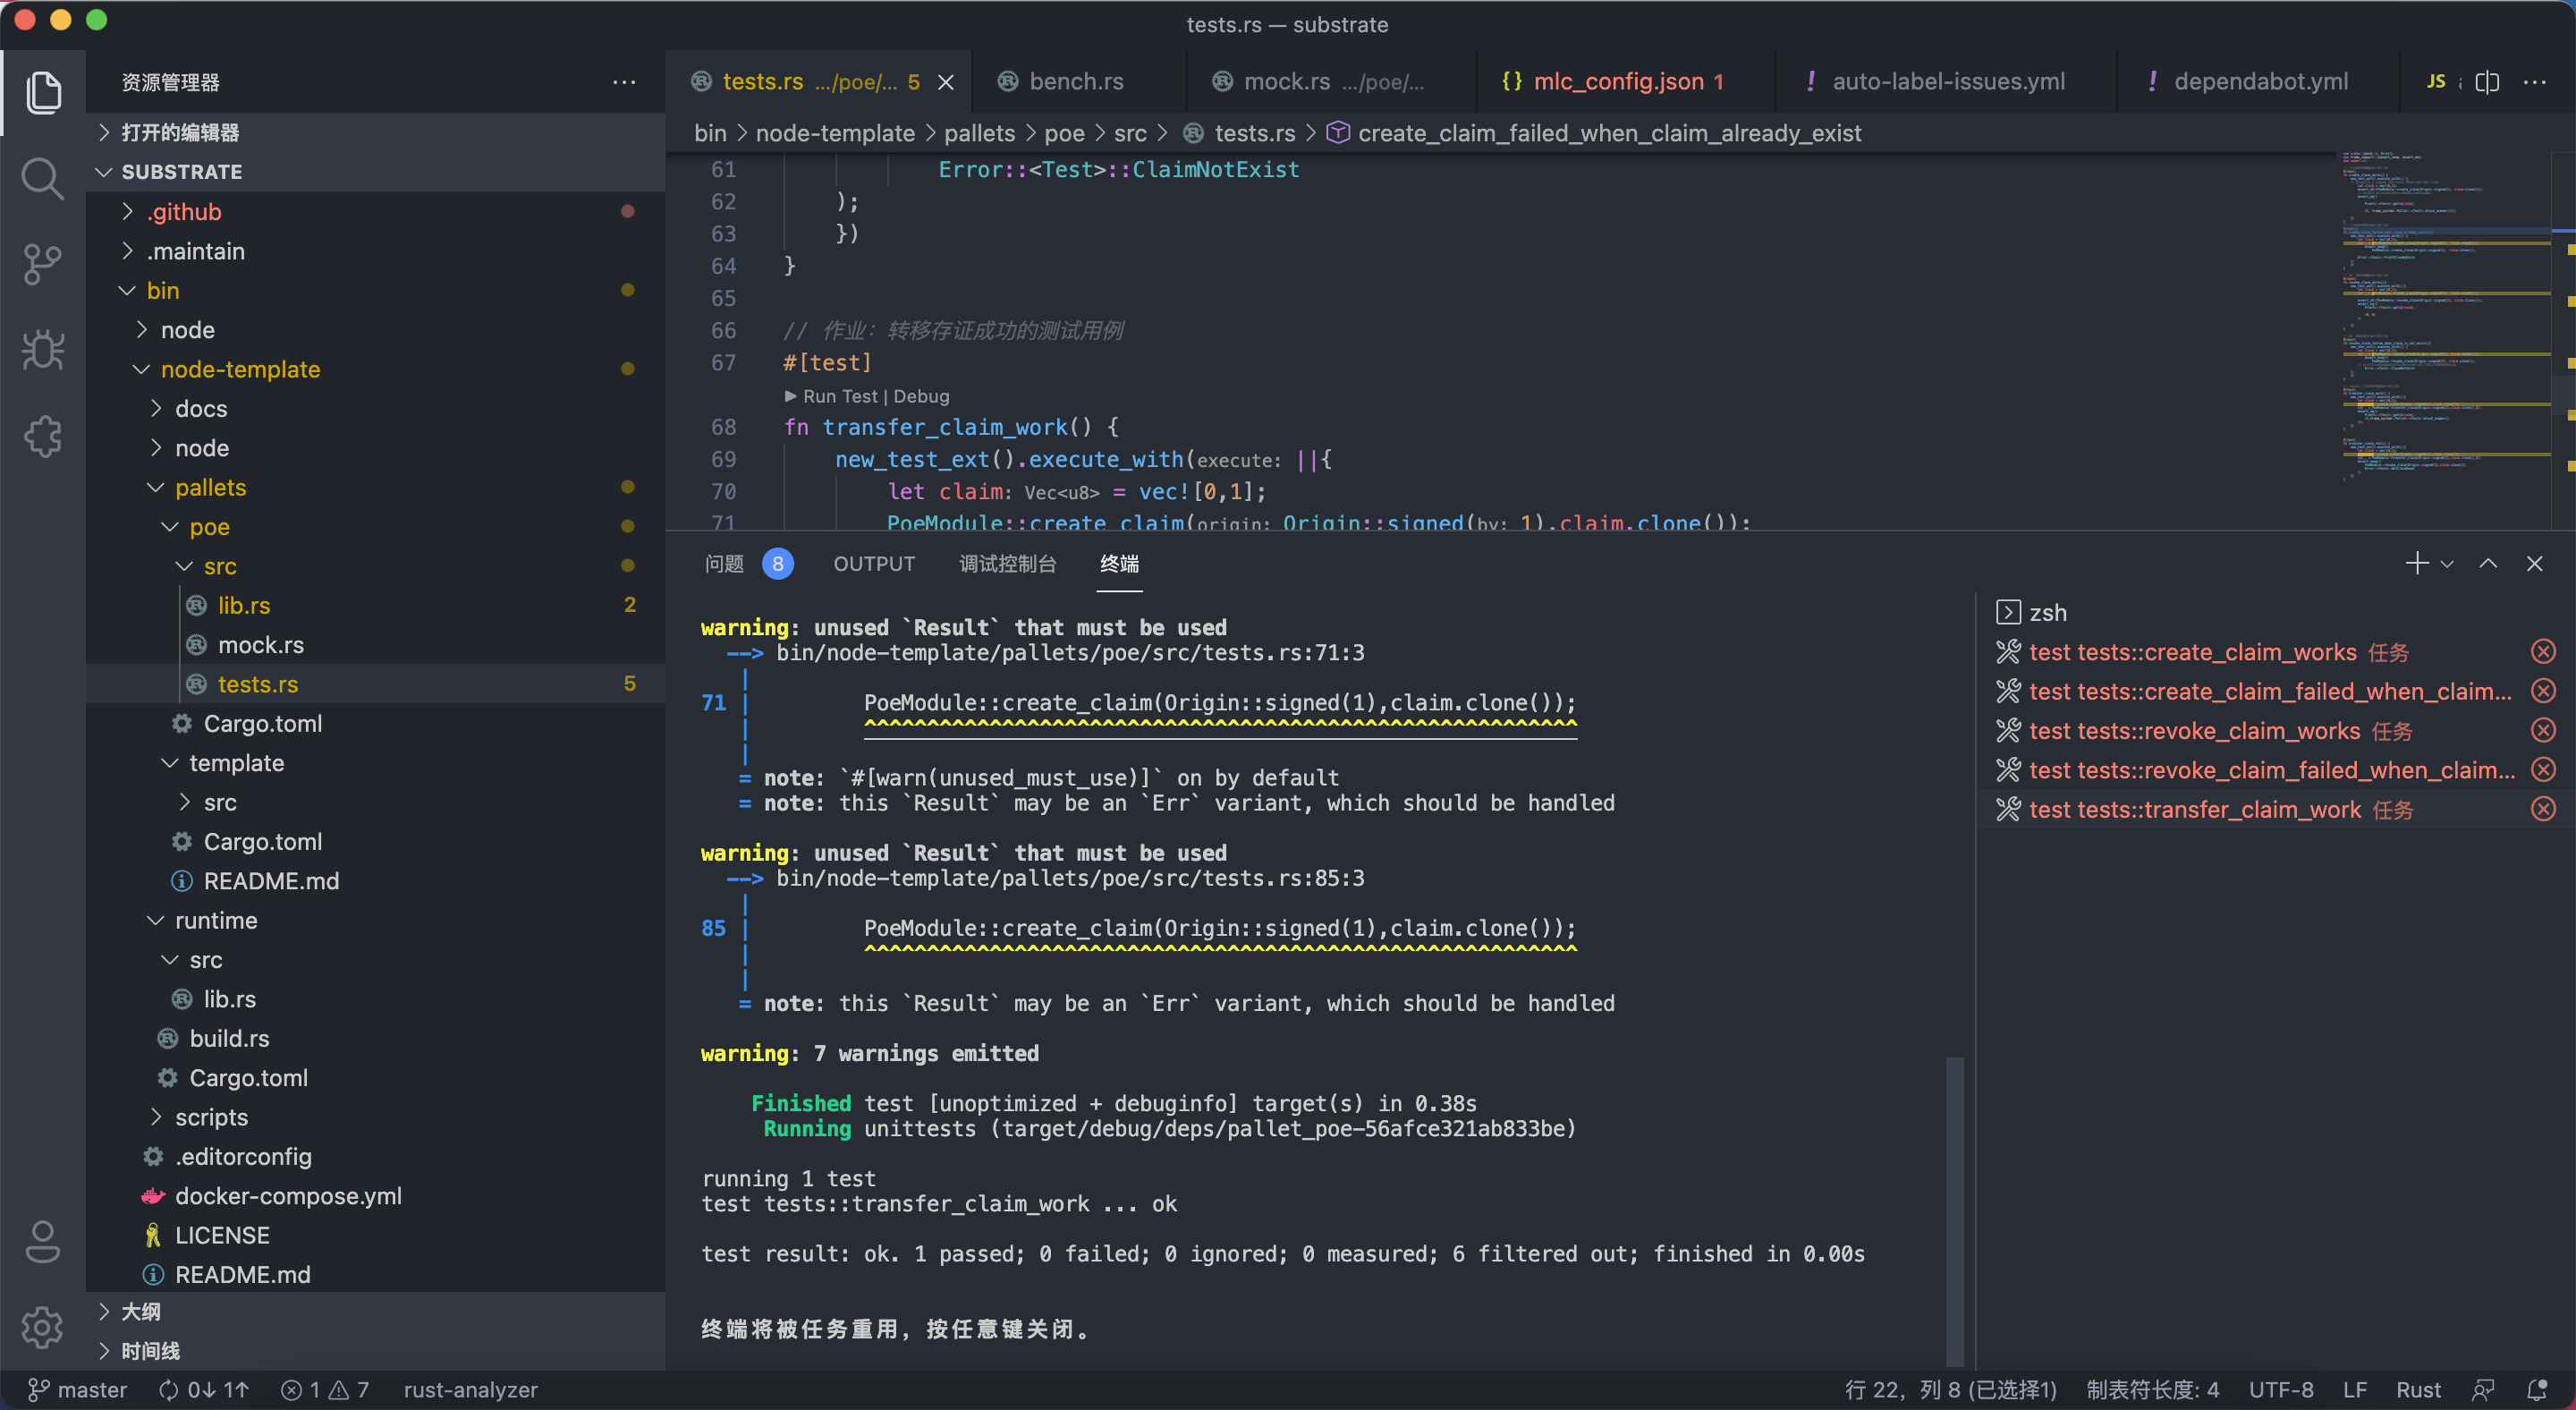 tests.rs — substrate
资源管理器
打开的编辑器
SUBSTRATE
.github
.maintain
bin
node
node-template
docs
node
pallets
poe
src
lib.rs 2
mock.rs
tests.rs 5
Cargo.toml
template
src
Cargo.toml
README.md
runtime
src
lib.rs
build.rs
Cargo.toml
scripts
.editorconfig
docker-compose.yml
LICENSE
README.md
大纲
时间线
tests.rs .../poe/... 5
bench.rs
mock.rs .../poe/...
{} mlc_config.json 1
! auto-label-issues.yml
! dependabot.yml
JS
bin > node-template > pallets > poe > src > tests.rs > create_claim_failed_when_claim_already_exist
61 Error::<Test>::ClaimNotExist
62 );
63 })
64 }
65
66 // 作业：转移存证成功的测试用例
67 #[test]
Run Test | Debug
68 fn transfer_claim_work() {
69 new_test_ext().execute_with(execute: ||{
70 let claim: Vec<u8> = vec![0,1];
71 PoeModule::create_claim(origin: Origin::signed(by: 1),claim.clone());
问题 8 OUTPUT 调试控制台 终端
warning: unused `Result` that must be used
--> bin/node-template/pallets/poe/src/tests.rs:71:3
|
71 | PoeModule::create_claim(Origin::signed(1),claim.clone());
| ^^^^^^^^^^^^^^^^^^^^^^^^^^^^^^^^^^^^^^^^^^^^^^^^^^^^^^^^^
|
= note: `#[warn(unused_must_use)]` on by default
= note: this `Result` may be an `Err` variant, which should be handled
warning: unused `Result` that must be used
--> bin/node-template/pallets/poe/src/tests.rs:85:3
|
85 | PoeModule::create_claim(Origin::signed(1),claim.clone());
| ^^^^^^^^^^^^^^^^^^^^^^^^^^^^^^^^^^^^^^^^^^^^^^^^^^^^^^^^^
|
= note: this `Result` may be an `Err` variant, which should be handled
warning: 7 warnings emitted
Finished test [unoptimized + debuginfo] target(s) in 0.38s
Running unittests (target/debug/deps/pallet_poe-56afce321ab833be)
running 1 test
test tests::transfer_claim_work ... ok
test result: ok. 1 passed; 0 failed; 0 ignored; 0 measured; 6 filtered out; finished in 0.00s
终端将被任务重用，按任意键关闭。
zsh
test tests::create_claim_works 任务
test tests::create_claim_failed_when_claim...
test tests::revoke_claim_works 任务
test tests::revoke_claim_failed_when_claim...
test tests::transfer_claim_work 任务
master 0↓ 1↑ 1 7 rust-analyzer
行 22，列 8 (已选择1) 制表符长度: 4 UTF-8 LF Rust